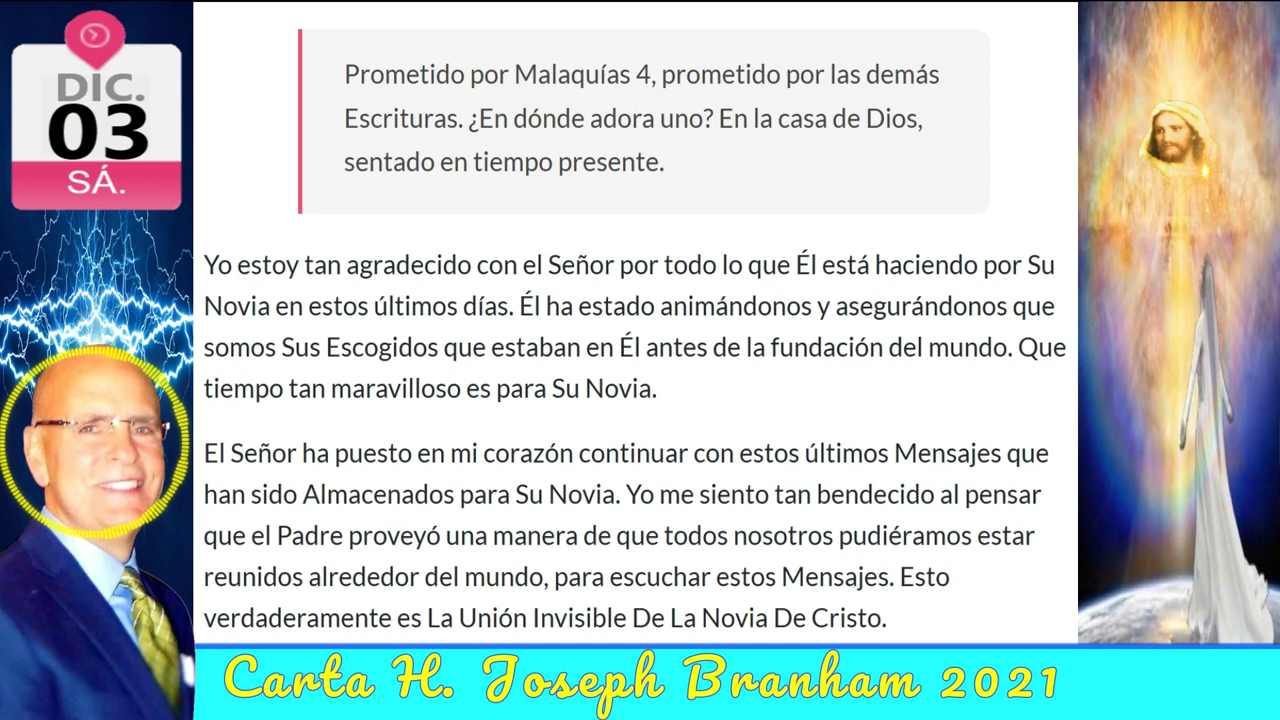 DIC.
03
SÁ.
Prometido por Malaquías 4, prometido por las demás
Escrituras. ¿En dónde adora uno? En la casa de Dios,
sentado en tiempo presente.
Yo estoy tan agradecido con el Señor por todo lo que Él está haciendo por Su
Novia en estos últimos días. Él ha estado animándonos y asegurándonos que
somos Sus Escogidos que estaban en Él antes de la fundación del mundo. Que
tiempo tan maravilloso es para Su Novia.
El Señor ha puesto en mi corazón continuar con estos últimos Mensajes que
han sido Almacenados para Su Novia. Yo me siento tan bendecido al pensar
que el Padre proveyó una manera de que todos nosotros pudiéramos estar
reunidos alrededor del mundo, para escuchar estos Mensajes. Esto
verdaderamente es La Unión Invisible De La Novia De Cristo.
Carta H. Joseph Branham 2021